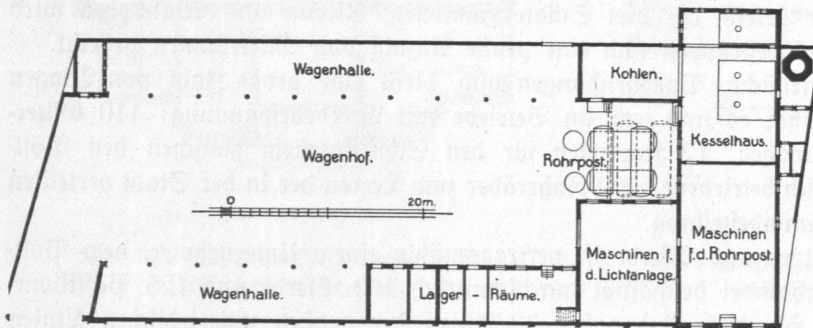 Wagenhalle.
Kohlen.
Wagenhof.
Rohrpost.
Kesselhaus.
0 20m.
Maschinen f.
d. Lichtanlage.
Maschinen
f.d.Rohrpost.
Wagenhalle.
Lager - Räume.